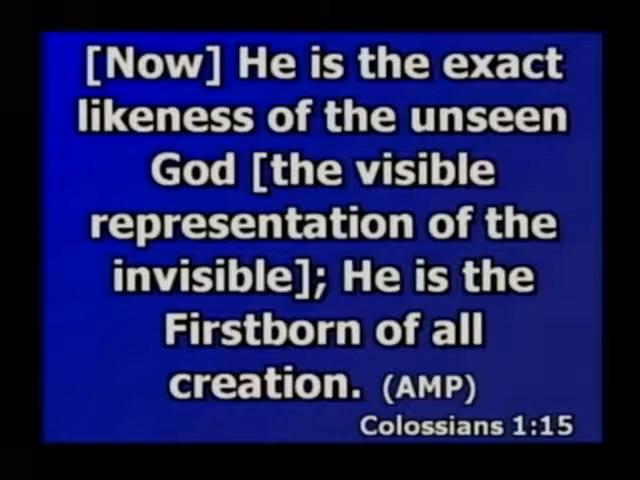 [Now] He is the exact
likeness of the unseen
God [the visible
representation of the
invisible]; He is the
Firstborn of all
creation. (AMP)
Colossians 1:15